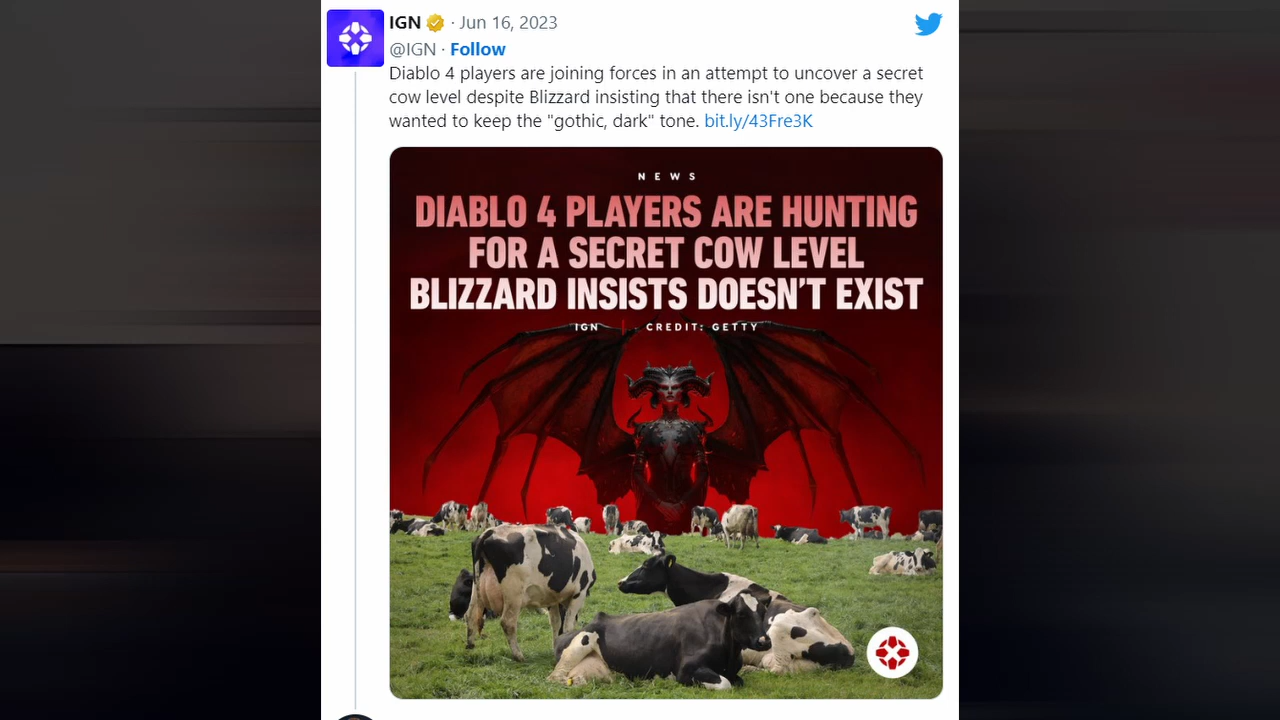 IGN · Jun 16, 2023
@IGN · Follow
Diablo 4 players are joining forces in an attempt to uncover a secret
cow level despite Blizzard insisting that there isn't one because they
wanted to keep the "gothic, dark" tone. bit.ly/43Fre3K
NEWS
DIABLO 4 PLAYERS ARE HUNTING
FOR A SECRET COW LEVEL
BLIZZARD INSISTS DOESN'T EXIST
IGN | CREDIT: GETTY